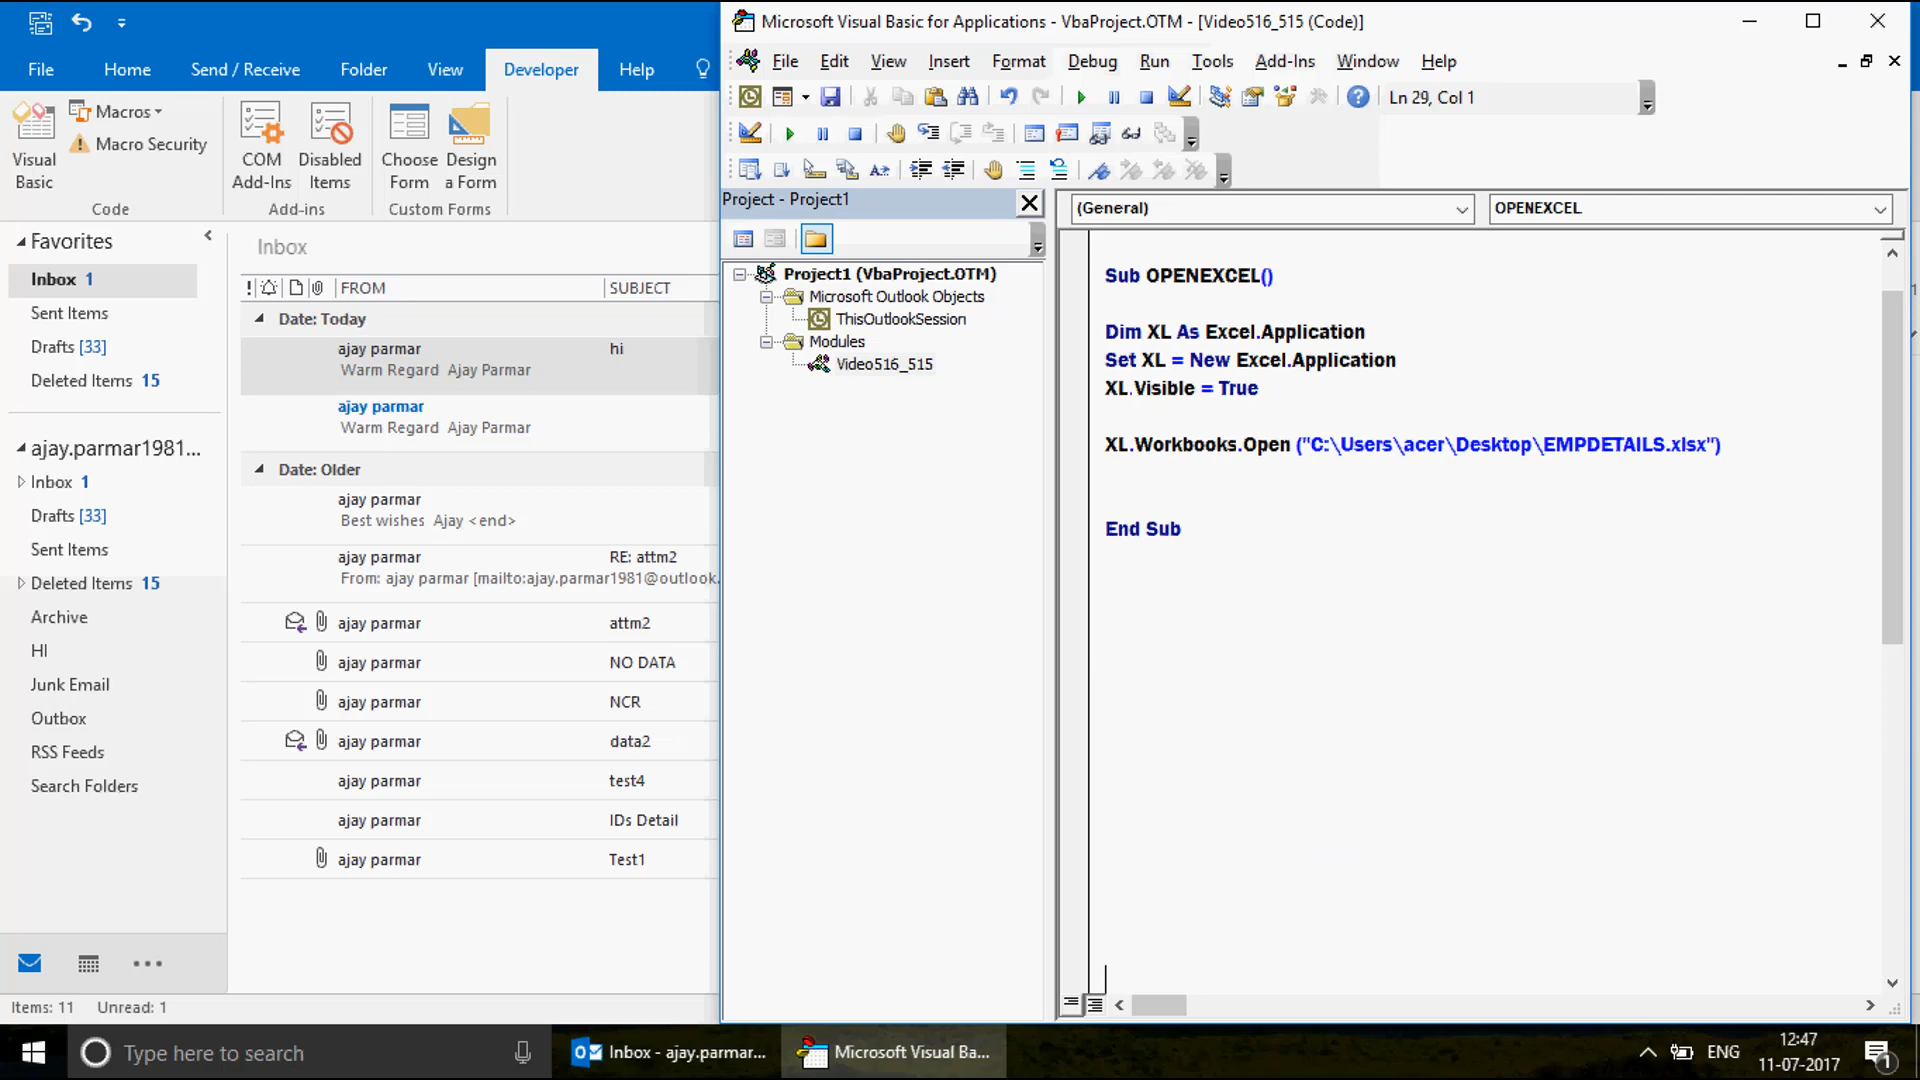 Microsoft Visual Basic for Applications - VbaProject.OTM - [Video516_515 (Code)]
File Home Send / Receive Folder View Developer Help
File Edit View Insert Format Debug Run Tools Add-Ins Window Help
Ln 29, Col 1
Visual Basic
Macros
Macro Security
COM Add-Ins
Disabled Items
Choose Form
Design a Form
Code
Add-ins
Custom Forms
Favorites
Inbox 1
Sent Items
Drafts [33]
Deleted Items 15
ajay.parmar1981...
Inbox 1
Drafts [33]
Sent Items
Deleted Items 15
Archive
HI
Junk Email
Outbox
RSS Feeds
Search Folders
Inbox
! FROM SUBJECT
Date: Today
ajay parmar hi
Warm Regard Ajay Parmar
ajay parmar
Warm Regard Ajay Parmar
Date: Older
ajay parmar
Best wishes Ajay <end>
ajay parmar RE: attm2
From: ajay parmar [mailto:ajay.parmar1981@outlook.
ajay parmar attm2
ajay parmar NO DATA
ajay parmar NCR
ajay parmar data2
ajay parmar test4
ajay parmar IDs Detail
ajay parmar Test1
Items: 11 Unread: 1
Project - Project1
Project1 (VbaProject.OTM)
Microsoft Outlook Objects
ThisOutlookSession
Modules
Video516_515
(General)
OPENEXCEL
Sub OPENEXCEL()
Dim XL As Excel.Application
Set XL = New Excel.Application
XL.Visible = True
XL.Workbooks.Open ("C:\Users\acer\Desktop\EMPDETAILS.xlsx")
End Sub
Type here to search
Inbox - ajay.parmar...
Microsoft Visual Ba...
ENG
12:47
11-07-2017
1